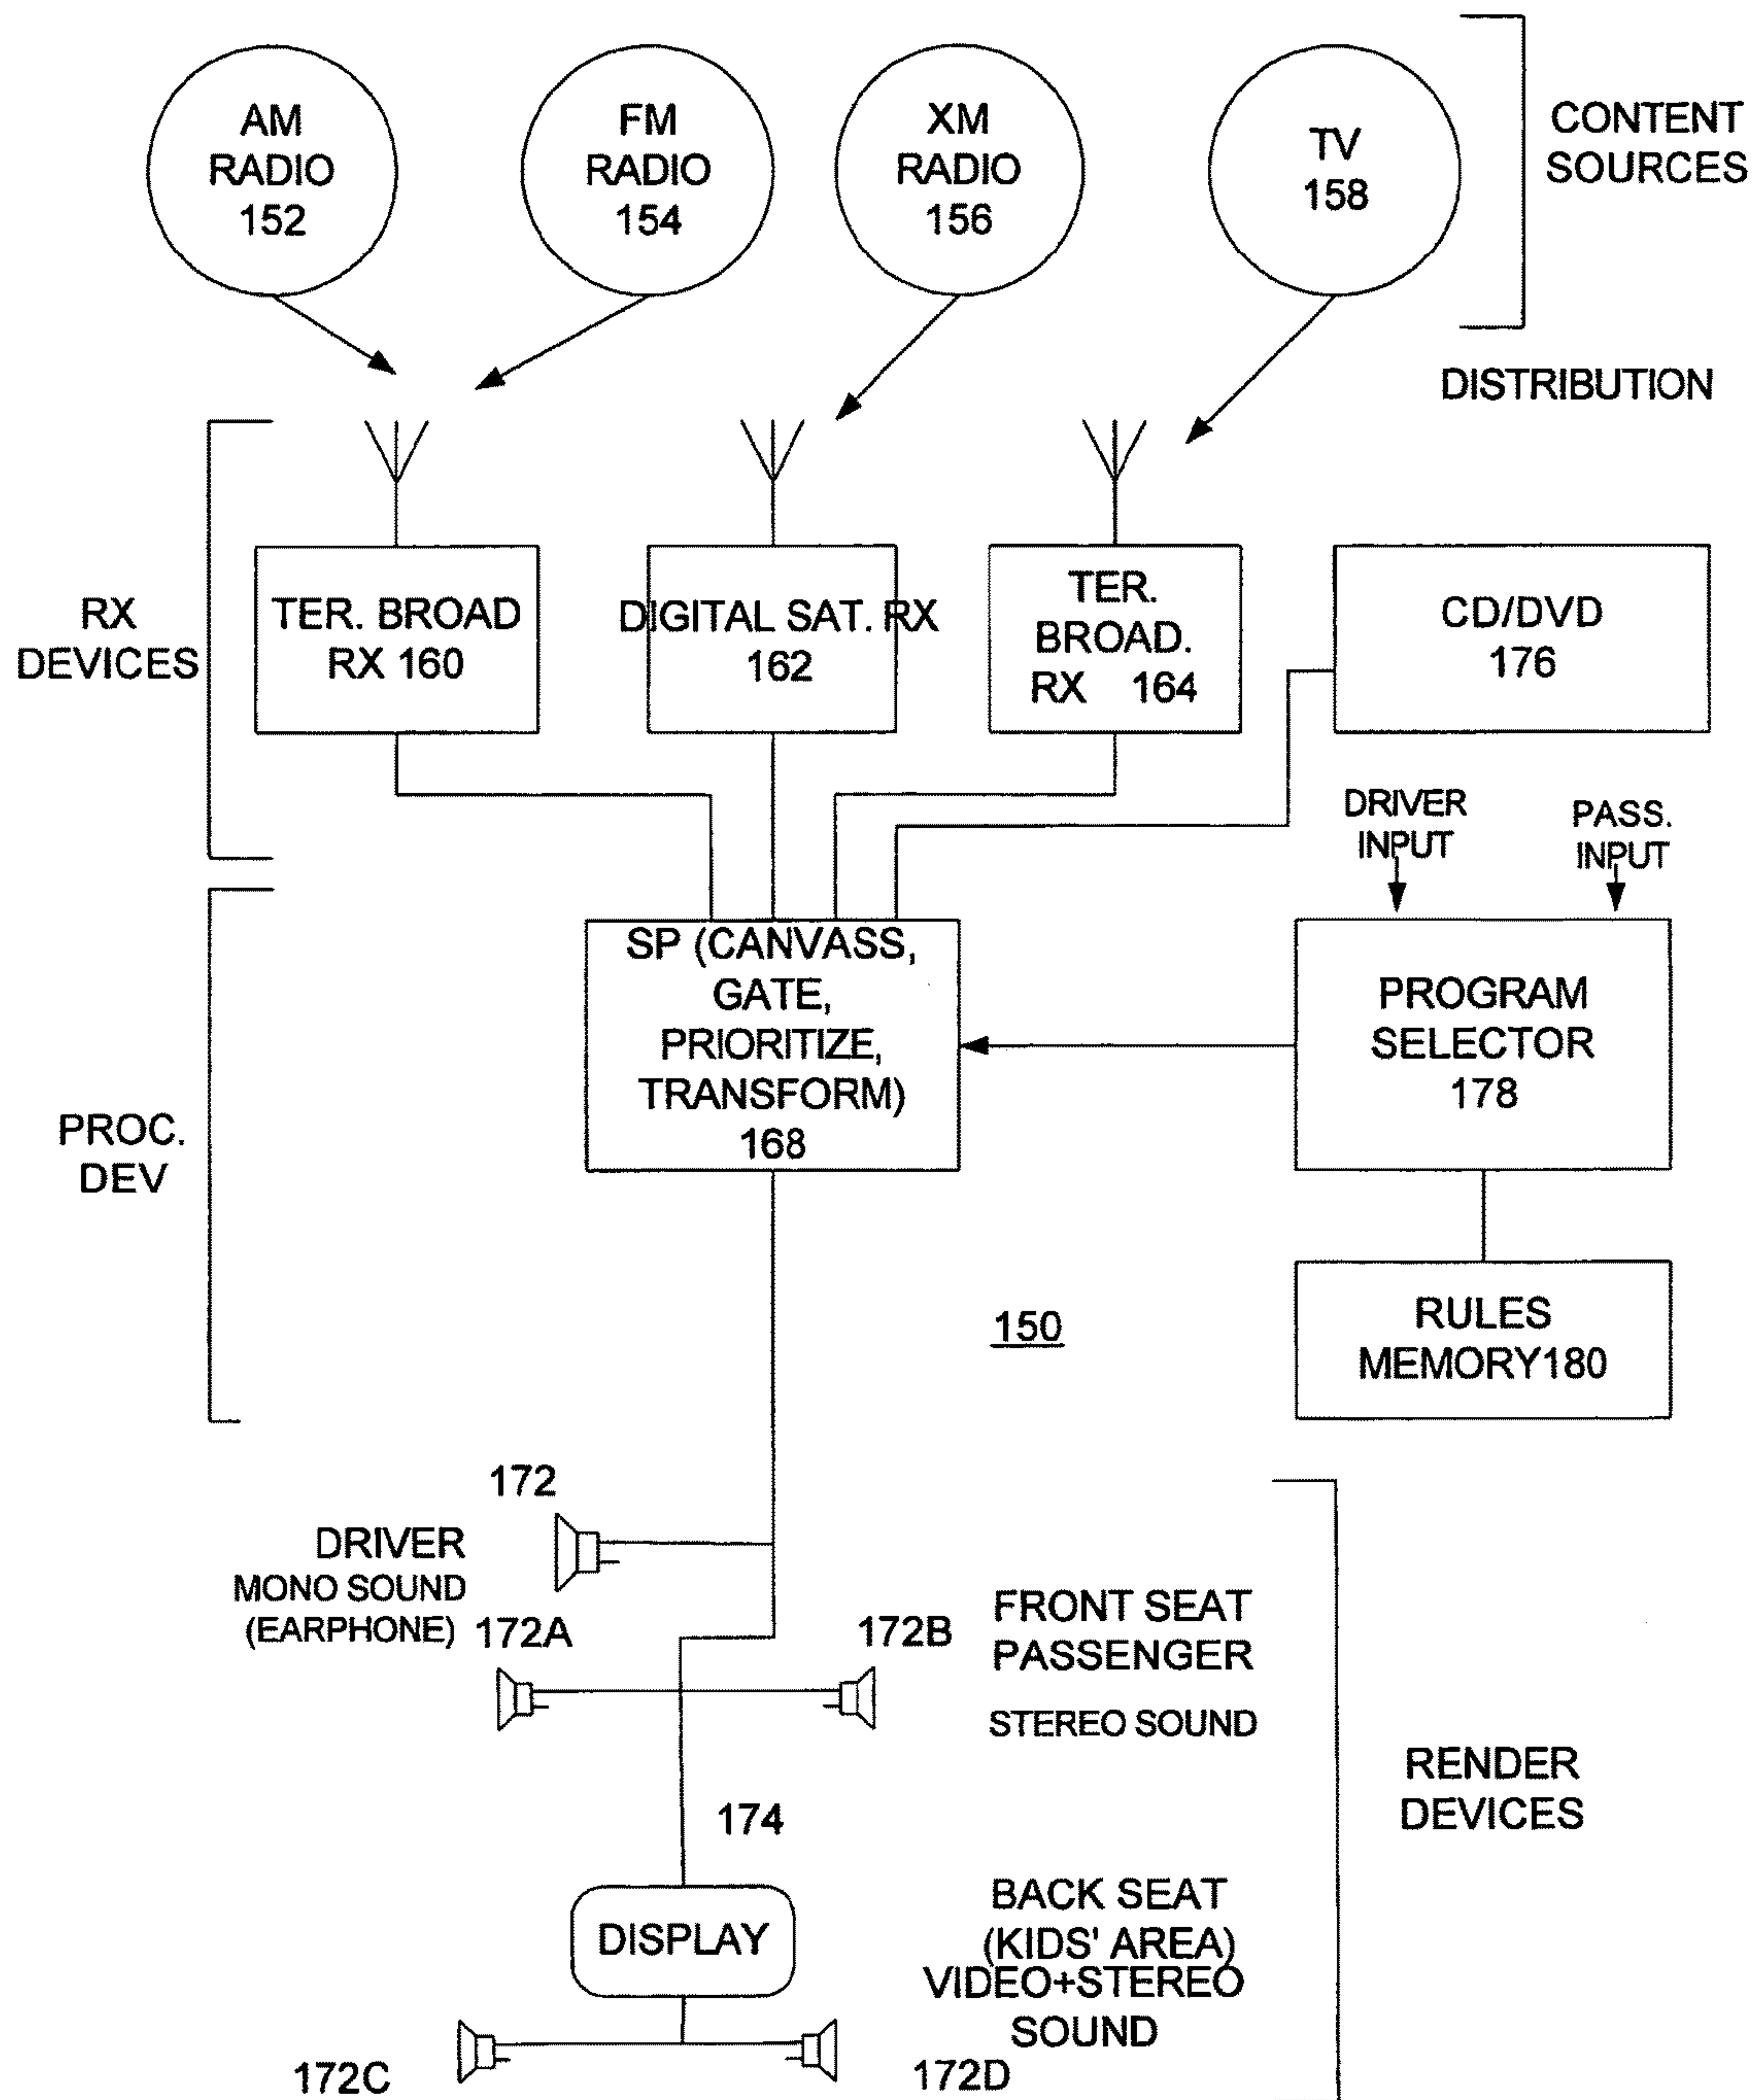 AM
RADIO
152
FM
RADIO
154
XM
RADIO
156
TV
158
CONTENT
SOURCES
DISTRIBUTION
RX
DEVICES
TER. BROAD
RX 160
DIGITAL SAT. RX
162
TER.
BROAD.
RX 164
CD/DVD
176
DRIVER
INPUT
PASS.
INPUT
PROC.
DEV
SP (CANVASS,
GATE,
PRIORITIZE,
TRANSFORM)
168
PROGRAM
SELECTOR
178
150
RULES
MEMORY180
172
DRIVER
MONO SOUND
(EARPHONE)
172A
172B
FRONT SEAT
PASSENGER
STEREO SOUND
RENDER
DEVICES
174
DISPLAY
BACK SEAT
(KIDS' AREA)
VIDEO+STEREO
SOUND
172C
172D